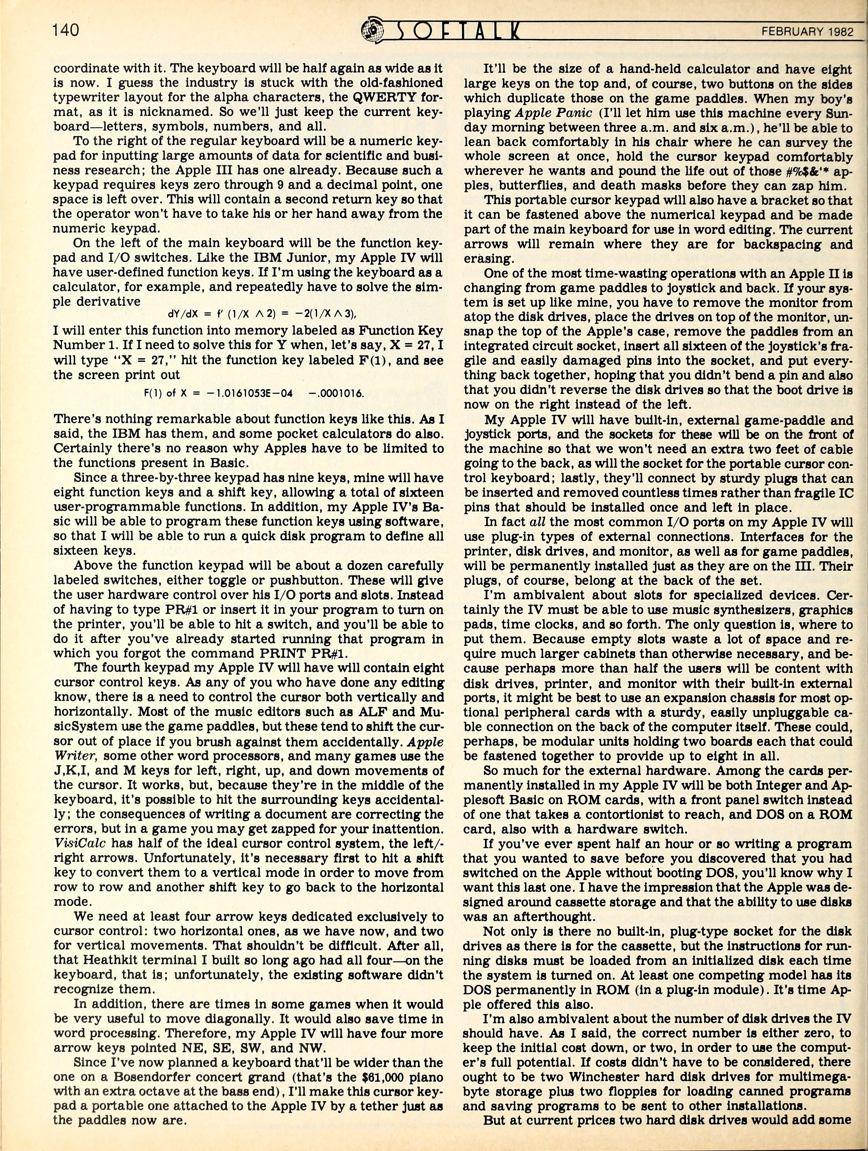 140
SOFTALK
FEBRUARY 1982
coordinate with it. The keyboard will be half again as wide as it
is now. I guess the industry is stuck with the old-fashioned
typewriter layout for the alpha characters, the QWERTY for-
mat, as it is nicknamed. So we'll just keep the current key-
board—letters, symbols, numbers, and all.
To the right of the regular keyboard will be a numeric key-
pad for inputting large amounts of data for scientific and busi-
ness research; the Apple III has one already. Because such a
keypad requires keys zero through 9 and a decimal point, one
space is left over. This will contain a second return key so that
the operator won't have to take his or her hand away from the
numeric keypad.
On the left of the main keyboard will be the function key-
pad and I/O switches. Like the IBM Junior, my Apple IV will
have user-defined function keys. If I'm using the keyboard as a
calculator, for example, and repeatedly have to solve the sim-
ple derivative
dY/dX = f' (1/X ∧ 2) = −2(1/X ∧ 3),
I will enter this function into memory labeled as Function Key
Number 1. If I need to solve this for Y when, let's say, X = 27, I
will type "X = 27," hit the function key labeled F(1), and see
the screen print out
F(1) of X = −1.0161053E−04 −.0001016.
There's nothing remarkable about function keys like this. As I
said, the IBM has them, and some pocket calculators do also.
Certainly there's no reason why Apples have to be limited to
the functions present in Basic.
Since a three-by-three keypad has nine keys, mine will have
eight function keys and a shift key, allowing a total of sixteen
user-programmable functions. In addition, my Apple IV's Ba-
sic will be able to program these function keys using software,
so that I will be able to run a quick disk program to define all
sixteen keys.
Above the function keypad will be about a dozen carefully
labeled switches, either toggle or pushbutton. These will give
the user hardware control over his I/O ports and slots. Instead
of having to type PR#1 or insert it in your program to turn on
the printer, you'll be able to hit a switch, and you'll be able to
do it after you've already started running that program in
which you forgot the command PRINT PR#1.
The fourth keypad my Apple IV will have will contain eight
cursor control keys. As any of you who have done any editing
know, there is a need to control the cursor both vertically and
horizontally. Most of the music editors such as ALF and Mu-
sicSystem use the game paddles, but these tend to shift the cur-
sor out of place if you brush against them accidentally. Apple
Writer, some other word processors, and many games use the
J,K,I, and M keys for left, right, up, and down movements of
the cursor. It works, but, because they're in the middle of the
keyboard, it's possible to hit the surrounding keys accidental-
ly; the consequences of writing a document are correcting the
errors, but in a game you may get zapped for your inattention.
VisiCalc has half of the ideal cursor control system, the left/-
right arrows. Unfortunately, it's necessary first to hit a shift
key to convert them to a vertical mode in order to move from
row to row and another shift key to go back to the horizontal
mode.
We need at least four arrow keys dedicated exclusively to
cursor control: two horizontal ones, as we have now, and two
for vertical movements. That shouldn't be difficult. After all,
that Heathkit terminal I built so long ago had all four—on the
keyboard, that is; unfortunately, the existing software didn't
recognize them.
In addition, there are times in some games when it would
be very useful to move diagonally. It would also save time in
word processing. Therefore, my Apple IV will have four more
arrow keys pointed NE, SE, SW, and NW.
Since I've now planned a keyboard that'll be wider than the
one on a Bosendorfer concert grand (that's the $61,000 piano
with an extra octave at the bass end), I'll make this cursor key-
pad a portable one attached to the Apple IV by a tether just as
the paddles now are.
It'll be the size of a hand-held calculator and have eight
large keys on the top and, of course, two buttons on the sides
which duplicate those on the game paddles. When my boy's
playing Apple Panic (I'll let him use this machine every Sun-
day morning between three a.m. and six a.m.), he'll be able to
lean back comfortably in his chair where he can survey the
whole screen at once, hold the cursor keypad comfortably
wherever he wants and pound the life out of those #%$&'* ap-
ples, butterflies, and death masks before they can zap him.
This portable cursor keypad will also have a bracket so that
it can be fastened above the numerical keypad and be made
part of the main keyboard for use in word editing. The current
arrows will remain where they are for backspacing and
erasing.
One of the most time-wasting operations with an Apple II is
changing from game paddles to joystick and back. If your sys-
tem is set up like mine, you have to remove the monitor from
atop the disk drives, place the drives on top of the monitor, un-
snap the top of the Apple's case, remove the paddles from an
integrated circuit socket, insert all sixteen of the joystick's fra-
gile and easily damaged pins into the socket, and put every-
thing back together, hoping that you didn't bend a pin and also
that you didn't reverse the disk drives so that the boot drive is
now on the right instead of the left.
My Apple IV will have built-in, external game-paddle and
joystick ports, and the sockets for these will be on the front of
the machine so that we won't need an extra two feet of cable
going to the back, as will the socket for the portable cursor con-
trol keyboard; lastly, they'll connect by sturdy plugs that can
be inserted and removed countless times rather than fragile IC
pins that should be installed once and left in place.
In fact all the most common I/O ports on my Apple IV will
use plug-in types of external connections. Interfaces for the
printer, disk drives, and monitor, as well as for game paddles,
will be permanently installed just as they are on the III. Their
plugs, of course, belong at the back of the set.
I'm ambivalent about slots for specialized devices. Cer-
tainly the IV must be able to use music synthesizers, graphics
pads, time clocks, and so forth. The only question is, where to
put them. Because empty slots waste a lot of space and re-
quire much larger cabinets than otherwise necessary, and be-
cause perhaps more than half the users will be content with
disk drives, printer, and monitor with their built-in external
ports, it might be best to use an expansion chassis for most op-
tional peripheral cards with a sturdy, easily unpluggable ca-
ble connection on the back of the computer itself. These could,
perhaps, be modular units holding two boards each that could
be fastened together to provide up to eight in all.
So much for the external hardware. Among the cards per-
manently installed in my Apple IV will be both Integer and Ap-
plesoft Basic on ROM cards, with a front panel switch instead
of one that takes a contortionist to reach, and DOS on a ROM
card, also with a hardware switch.
If you've ever spent half an hour or so writing a program
that you wanted to save before you discovered that you had
switched on the Apple without booting DOS, you'll know why I
want this last one. I have the impression that the Apple was de-
signed around cassette storage and that the ability to use disks
was an afterthought.
Not only is there no built-in, plug-type socket for the disk
drives as there is for the cassette, but the instructions for run-
ning disks must be loaded from an initialized disk each time
the system is turned on. At least one competing model has its
DOS permanently in ROM (in a plug-in module). It's time Ap-
ple offered this also.
I'm also ambivalent about the number of disk drives the IV
should have. As I said, the correct number is either zero, to
keep the initial cost down, or two, in order to use the comput-
er's full potential. If costs didn't have to be considered, there
ought to be two Winchester hard disk drives for multimega-
byte storage plus two floppies for loading canned programs
and saving programs to be sent to other installations.
But at current prices two hard disk drives would add some